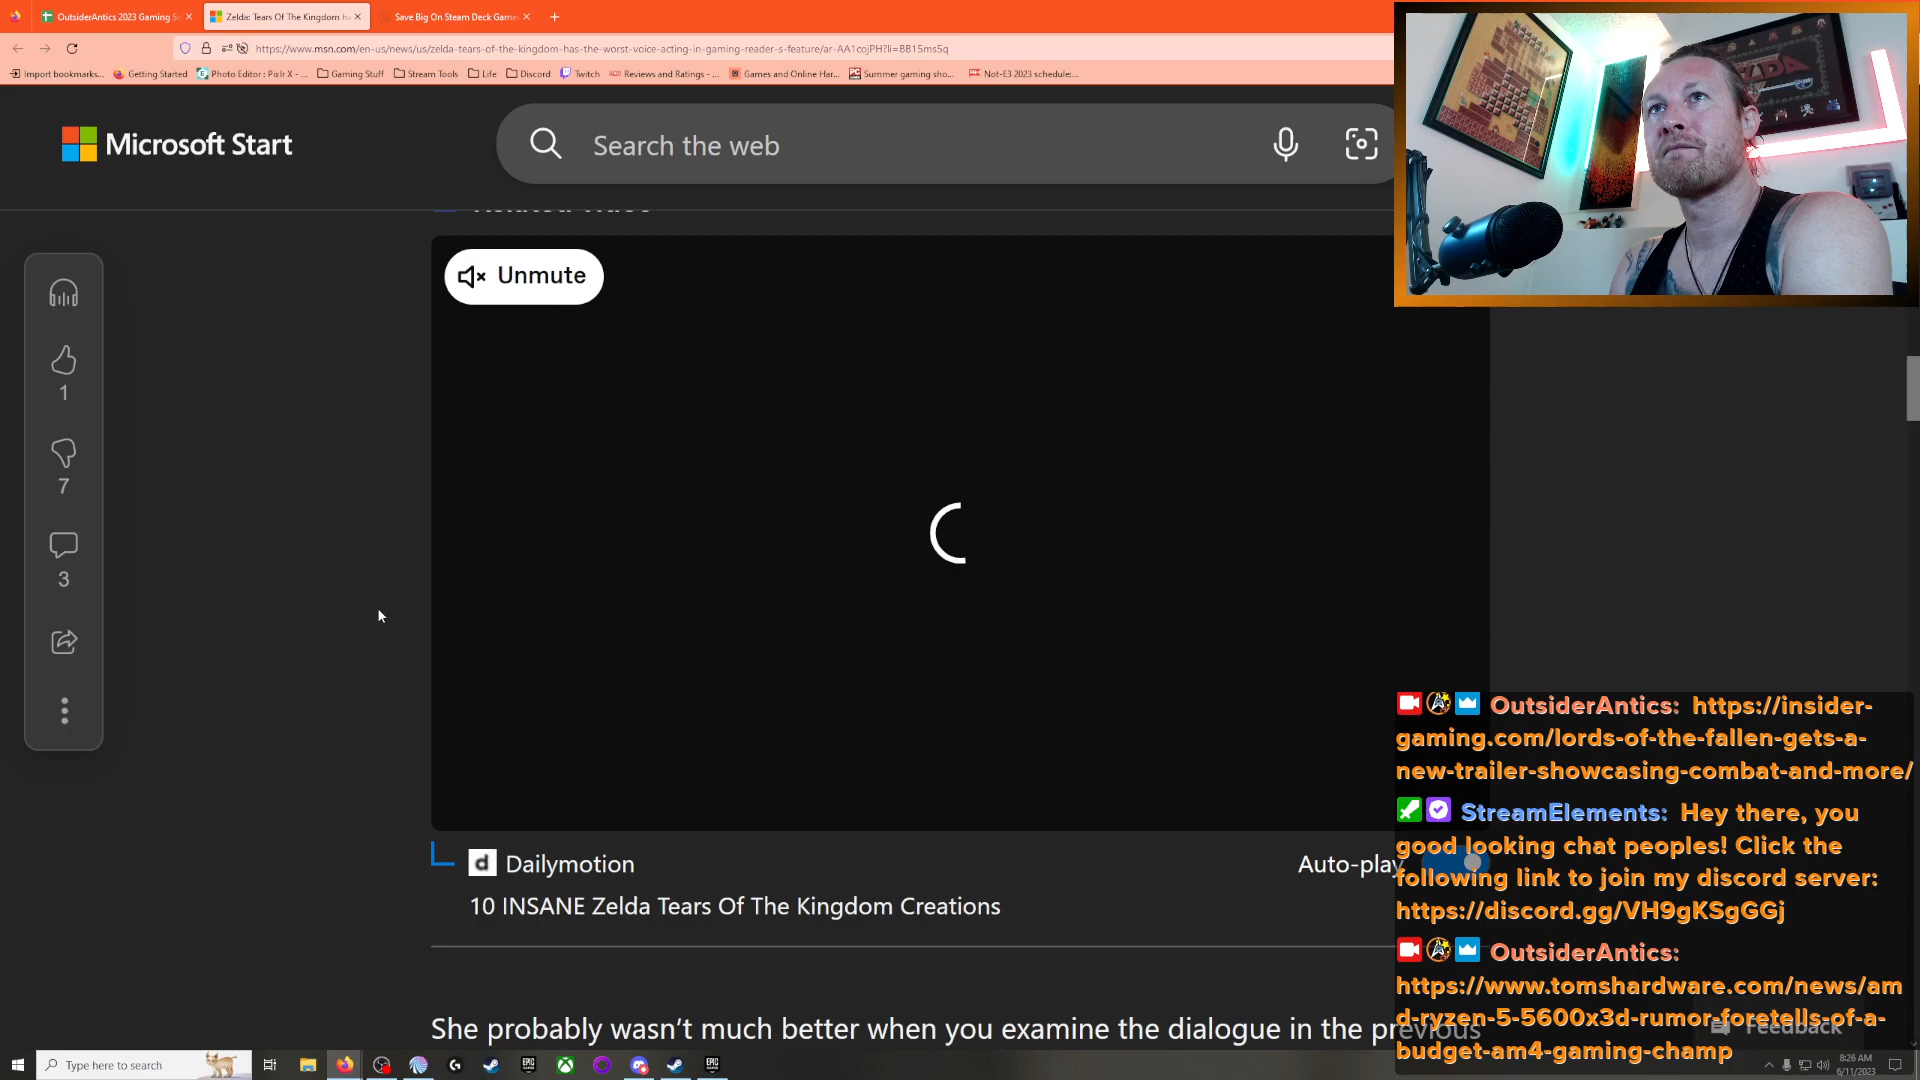 OutsiderAntics 2023 Gaming Sc
Zelda: Tears Of The Kingdom ha
Save Big On Steam Deck Game
https://www.msn.com/en-us/news/us/zelda-tears-of-the-kingdom-has-the-worst-voice-acting-in-gaming-reader-s-feature/ar-AA1cojPH?li=BB15ms5q
Import bookmarks...
Getting Started
Photo Editor : Pixlr X - ...
Gaming Stuff
Stream Tools
Life
Discord
Twitch
Reviews and Ratings - ...
Games and Online Har...
Summer gaming sho...
Not-E3 2023 schedule:...
Microsoft Start
Search the web
Unmute
1
7
3
Dailymotion
Auto-play
10 INSANE Zelda Tears Of The Kingdom Creations
She probably wasn't much better when you examine the dialogue in the previous
Feedback
OutsiderAntics: https://insider-
gaming.com/lords-of-the-fallen-gets-a-
new-trailer-showcasing-combat-and-more/
StreamElements: Hey there, you
good looking chat peoples! Click the
following link to join my discord server:
https://discord.gg/VH9gKSgGGj
OutsiderAntics:
https://www.tomshardware.com/news/am
d-ryzen-5-5600x3d-rumor-foretells-of-a-
budget-am4-gaming-champ
Type here to search
8:26 AM
6/11/2023